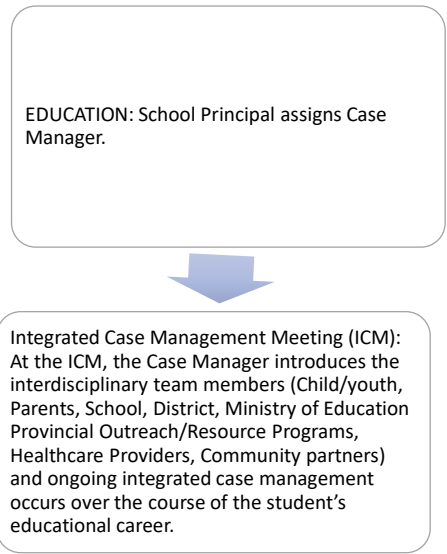 EDUCATION: School Principal assigns Case
Manager.
Integrated Case Management Meeting (ICM):
At the ICM, the Case Manager introduces the
interdisciplinary team members (Child/youth,
Parents, School, District, Ministry of Education
Provincial Outreach/Resource Programs,
Healthcare Providers, Community partners)
and ongoing integrated case management
occurs over the course of the student’s
educational career.